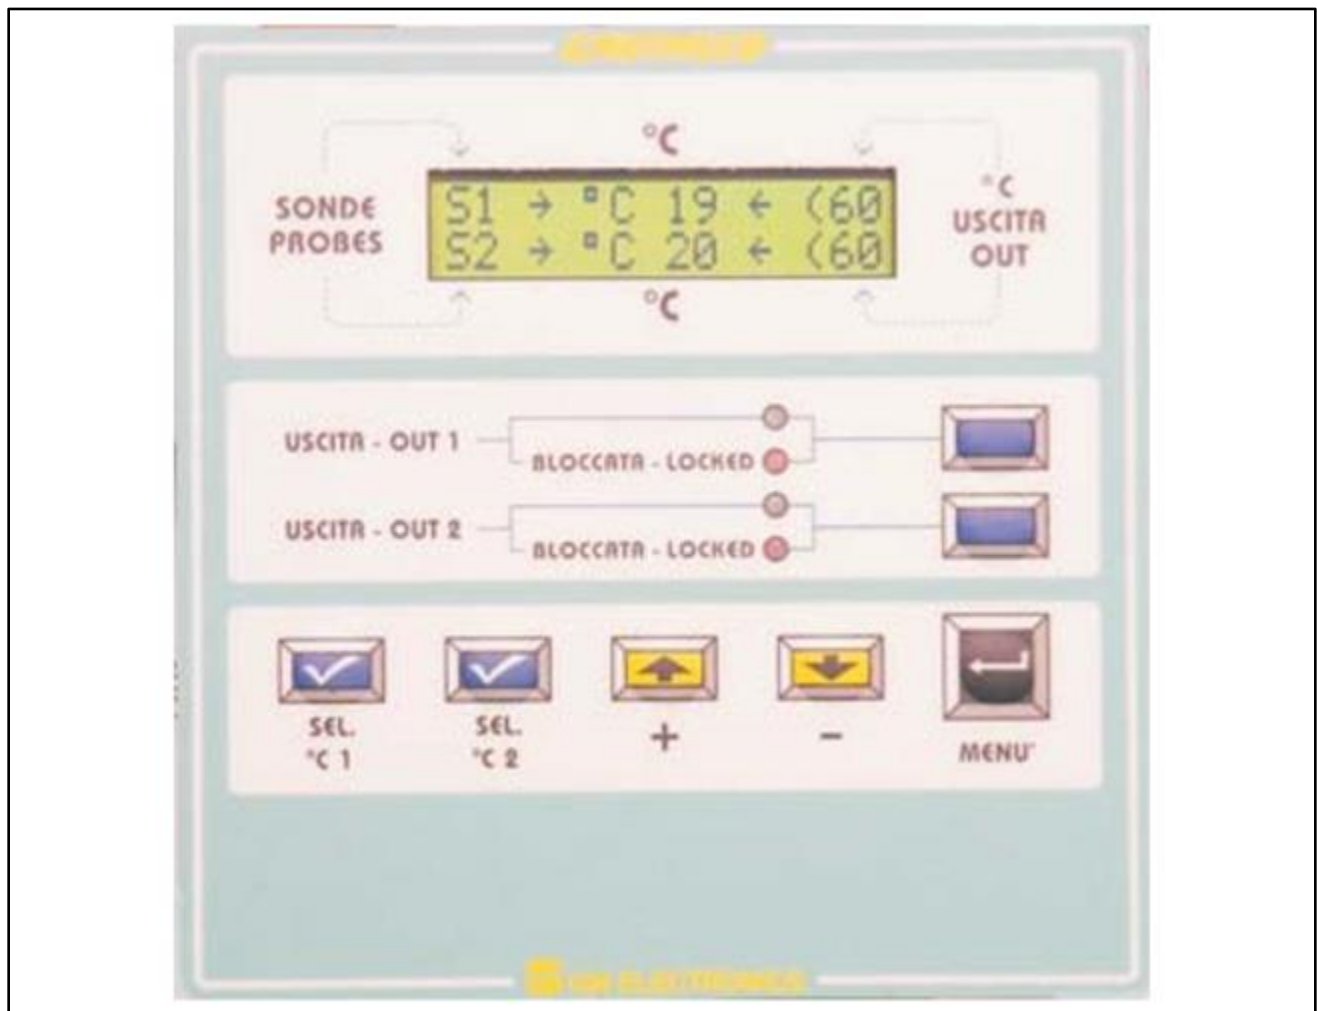 °C
SONDE
PROBES
S1 → °C 19 ← (60
S2 → °C 20 ← (60
°C
USCITA
OUT
°C
USCITA - OUT 1
BLOCCATA - LOCKED
USCITA - OUT 2
BLOCCATA - LOCKED
SEL.
°C 1
SEL.
°C 2
+
-
MENU'
ELECTRONICS